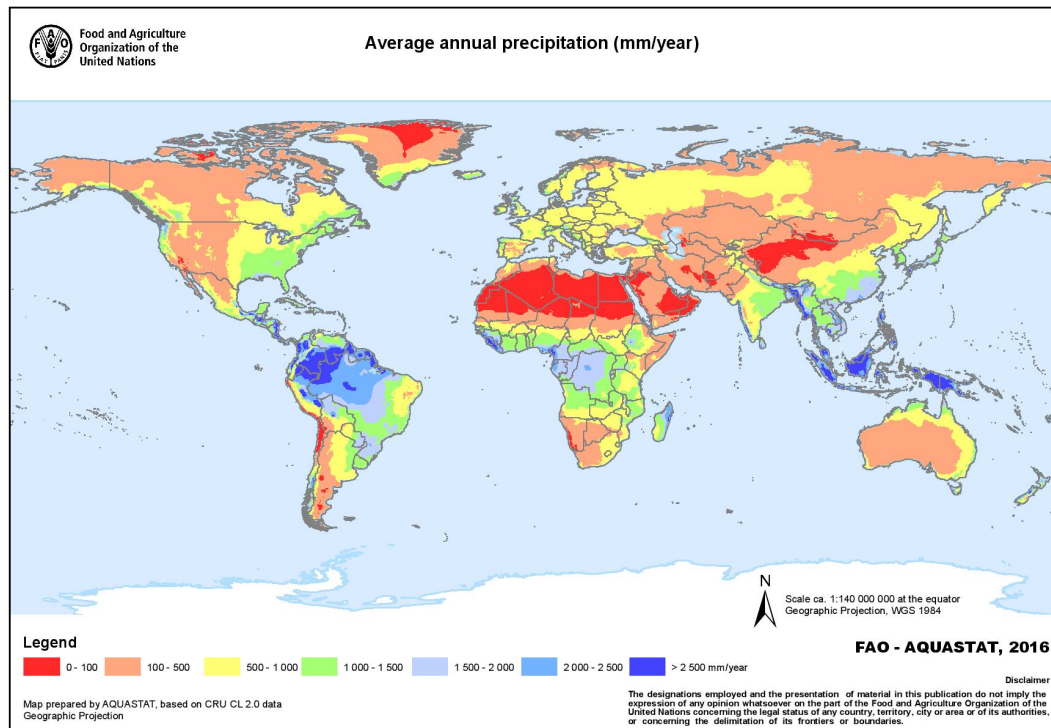 Food and Agriculture
Organization of the
United Nations
F A O
FIAT PANIS
Average annual precipitation (mm/year)
N
Scale ca. 1:140 000 000 at the equator
Geographic Projection, WGS 1984
Legend
0 - 100
100 - 500
500 - 1 000
1 000 - 1 500
1 500 - 2 000
2 000 - 2 500
> 2 500 mm/year
FAO - AQUASTAT, 2016
Map prepared by AQUASTAT, based on CRU CL 2.0 data
Geographic Projection
Disclaimer
The designations employed and the presentation of material in this publication do not imply the
expression of any opinion whatsoever on the part of the Food and Agriculture Organization of the
United Nations concerning the legal status of any country, territory, city or area or of its authorities,
or concerning the delimitation of its frontiers or boundaries.